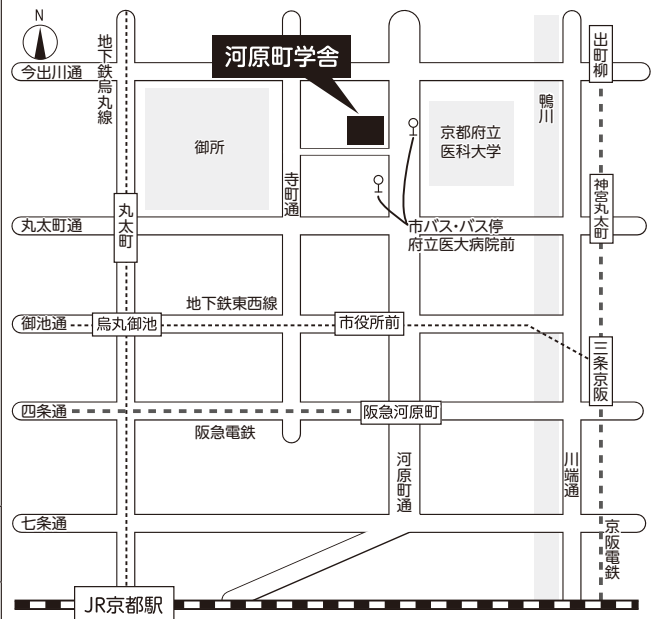 N
地下鉄烏丸線
河原町学舎
出町柳
今出川通
鴨川
御所
京都府立
医科大学
寺町通
丸太町
神宮丸太町
丸太町通
市バス・バス停
府立医大病院前
地下鉄東西線
御池通
烏丸御池
市役所前
三条京阪
四条通
阪急河原町
阪急電鉄
河原町通
川端通
七条通
京阪電鉄
JR京都駅